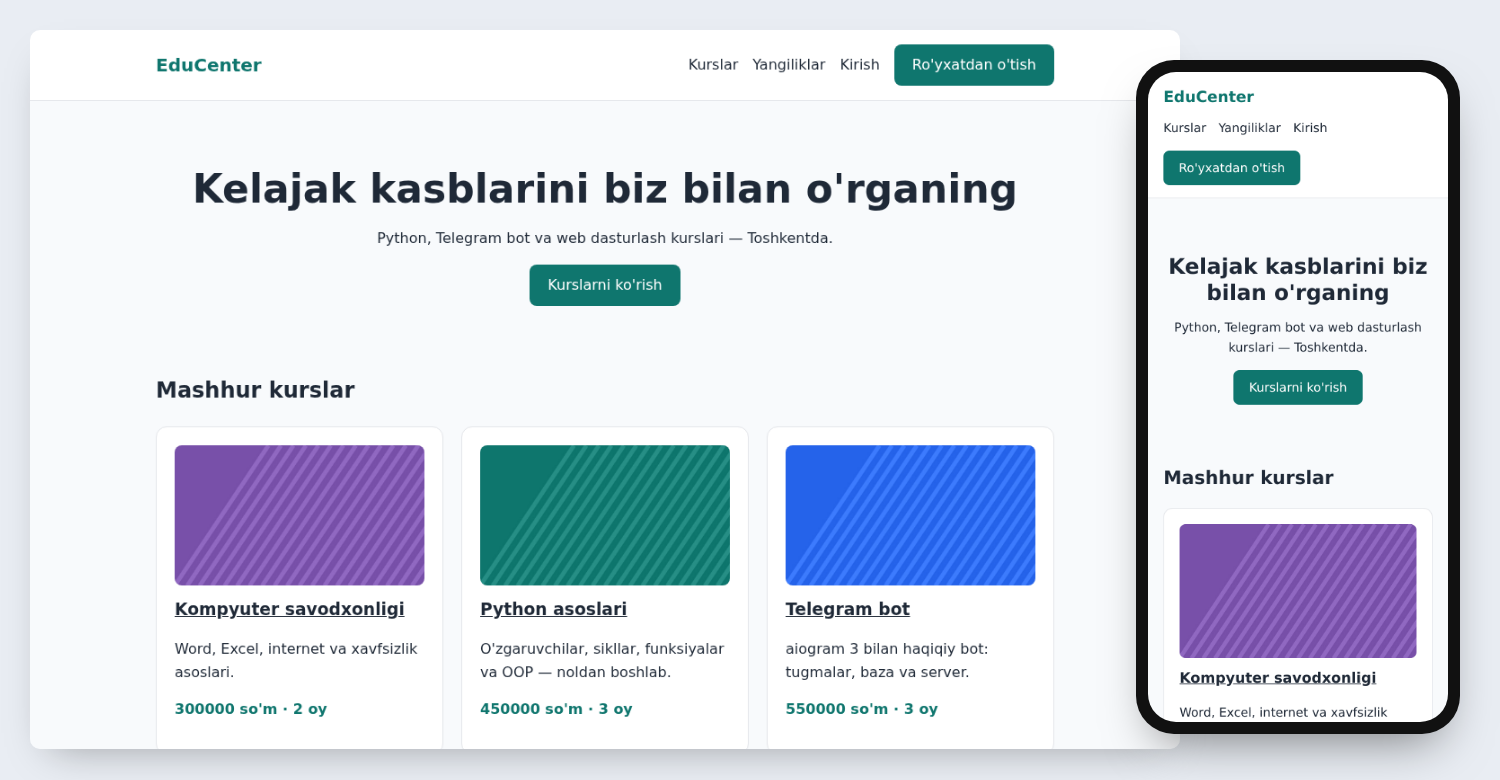 EduCenter
Kurslar Yangiliklar Kirish Ro'yxatdan o'tish
Kelajak kasblarini biz bilan o'rganing
Python, Telegram bot va web dasturlash kurslari — Toshkentda.
Kurslarni ko'rish
Mashhur kurslar
Kompyuter savodxonligi
Word, Excel, internet va xavfsizlik
asoslari.
300000 so'm · 2 oy
Python asoslari
O'zgaruvchilar, sikllar, funksiyalar
va OOP — noldan boshlab.
450000 so'm · 3 oy
Telegram bot
aiogram 3 bilan haqiqiy bot:
tugmalar, baza va server.
550000 so'm · 3 oy
EduCenter
Kurslar Yangiliklar Kirish
Ro'yxatdan o'tish
Kelajak kasblarini biz
bilan o'rganing
Python, Telegram bot va web dasturlash
kurslari — Toshkentda.
Kurslarni ko'rish
Mashhur kurslar
Kompyuter savodxonligi
Word, Excel, internet va xavfsizlik